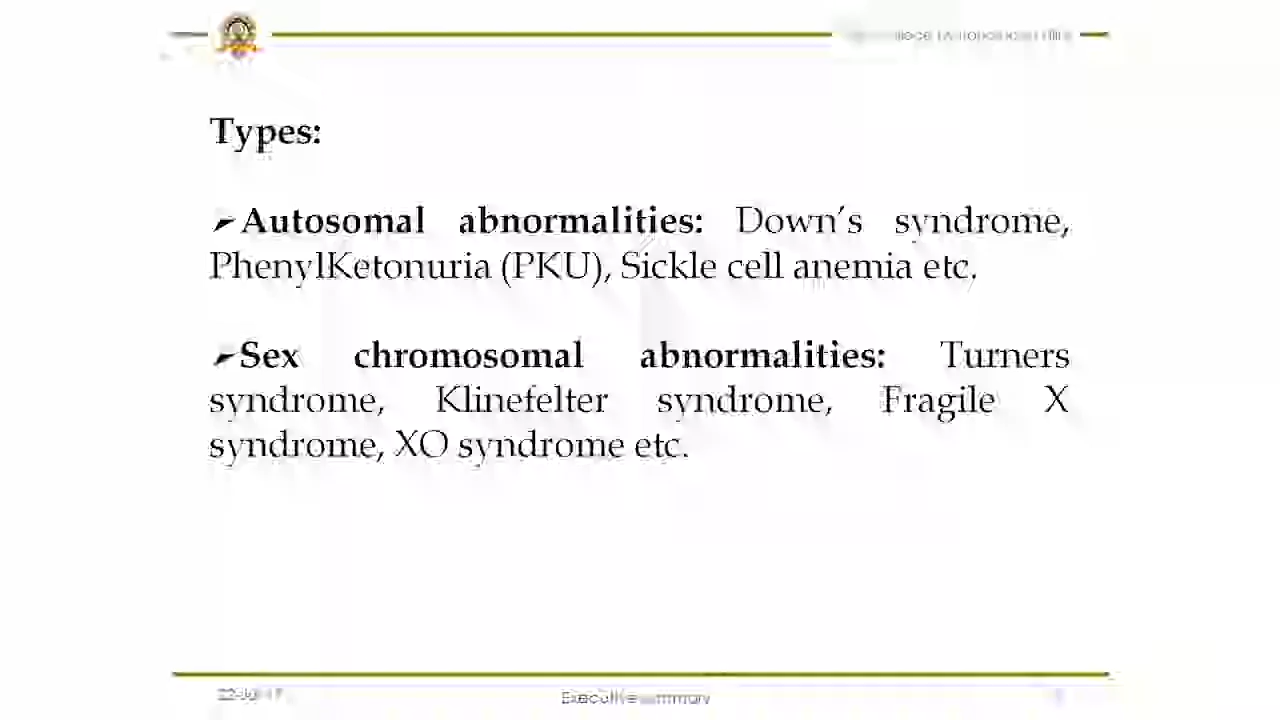 Types:
➢Autosomal abnormalities: Down's syndrome,
PhenylKetonuria (PKU), Sickle cell anemia etc.
➢Sex chromosomal abnormalities: Turners
syndrome, Klinefelter syndrome, Fragile X
syndrome, XO syndrome etc.
Executive summary